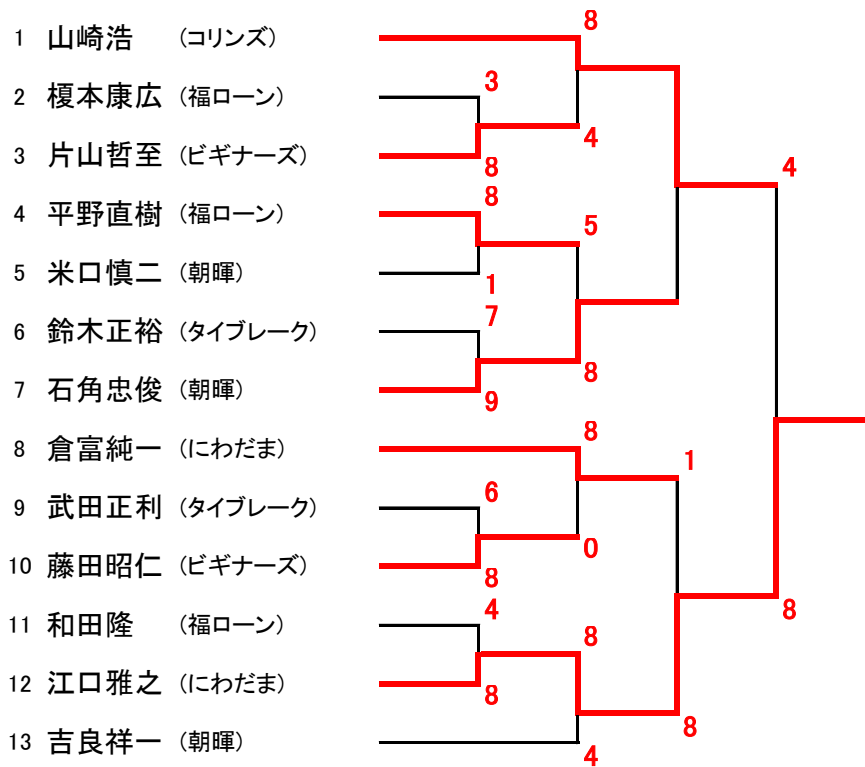 8
1 山崎浩 (コリンズ)
3
2 榎本康広 (福ローン)
4
4
3 片山哲至 (ビギナーズ)
8
8
4 平野直樹 (福ローン)
5
5 米口慎二 (朝暉)
1
7
6 鈴木正裕 (タイブレーク)
8
7 石角忠俊 (朝暉)
9
8
8 倉富純一 (にわだま)
1
6
9 武田正利 (タイブレーク)
0
10 藤田昭仁 (ビギナーズ)
8
4
8
11 和田隆 (福ローン)
8
12 江口雅之 (にわだま)
8
8
13 吉良祥一 (朝暉)
4